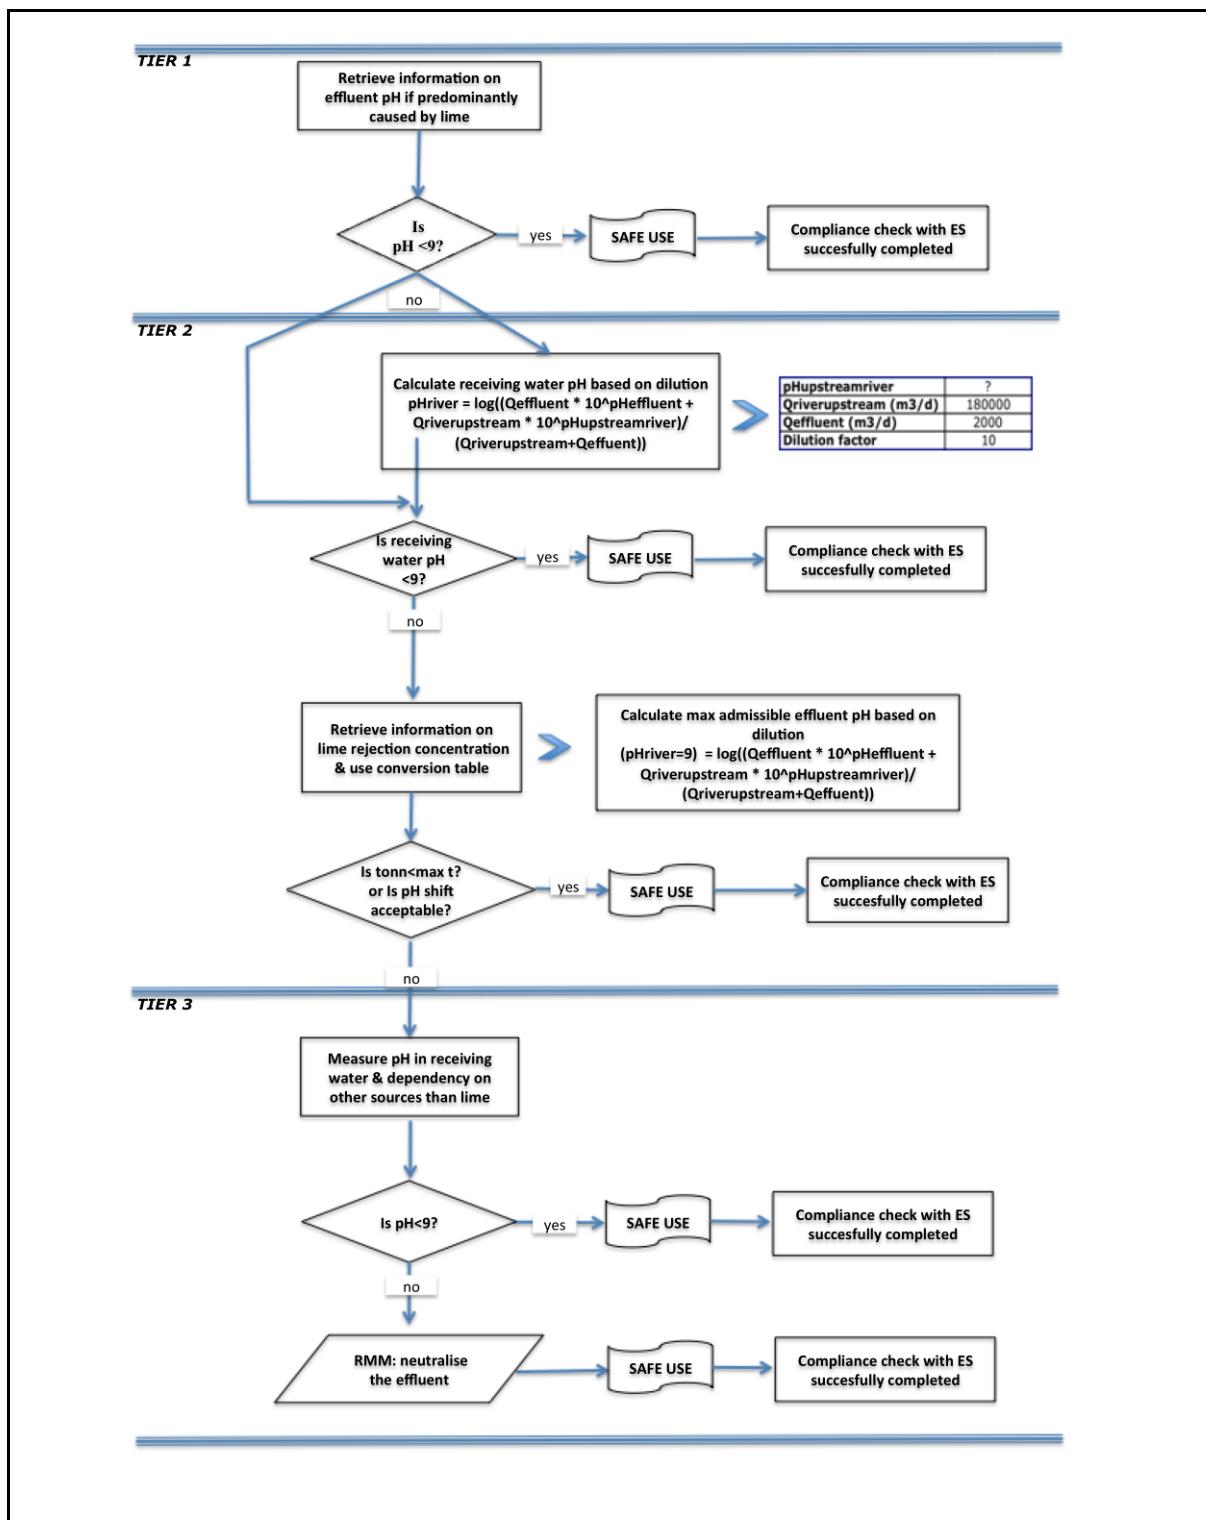 TIER 1
Retrieve information on
effluent pH if predominantly
caused by lime
Is
pH <9?
yes
SAFE USE
Compliance check with ES
succesfully completed
no
TIER 2
Calculate receiving water pH based on dilution
pHriver = log((Qeffluent * 10^pHeffluent +
Qriverupstream * 10^pHupstreamriver)/
(Qriverupstream+Qeffuent))
pHupstreamriver ?
Qriverupstream (m3/d) 180000
Qeffluent (m3/d) 2000
Dilution factor 10
Is receiving
water pH
<9?
yes
SAFE USE
Compliance check with ES
succesfully completed
no
Retrieve information on
lime rejection concentration
& use conversion table
Calculate max admissible effluent pH based on
dilution
(pHriver=9) = log((Qeffluent * 10^pHeffluent +
Qriverupstream * 10^pHupstreamriver)/
(Qriverupstream+Qeffuent))
Is tonn<max t?
or Is pH shift
acceptable?
yes
SAFE USE
Compliance check with ES
succesfully completed
no
TIER 3
Measure pH in receiving
water & dependency on
other sources than lime
Is pH<9?
yes
SAFE USE
Compliance check with ES
succesfully completed
no
RMM: neutralise
the effluent
SAFE USE
Compliance check with ES
succesfully completed